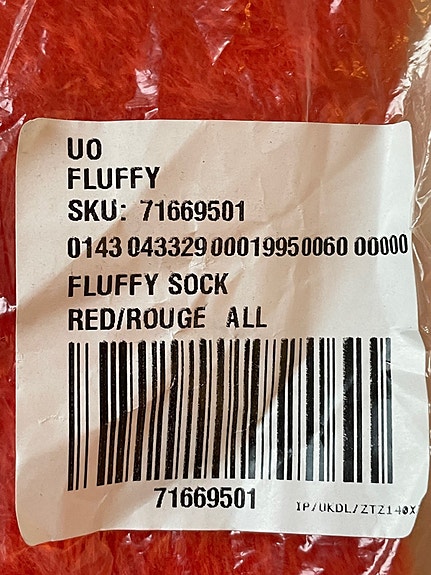 UO
FLUFFY
SKU: 71669501
0143 043329 00019950060 00000
FLUFFY SOCK
RED/ROUGE ALL
71669501
IP/UKDL/ZTZ140X